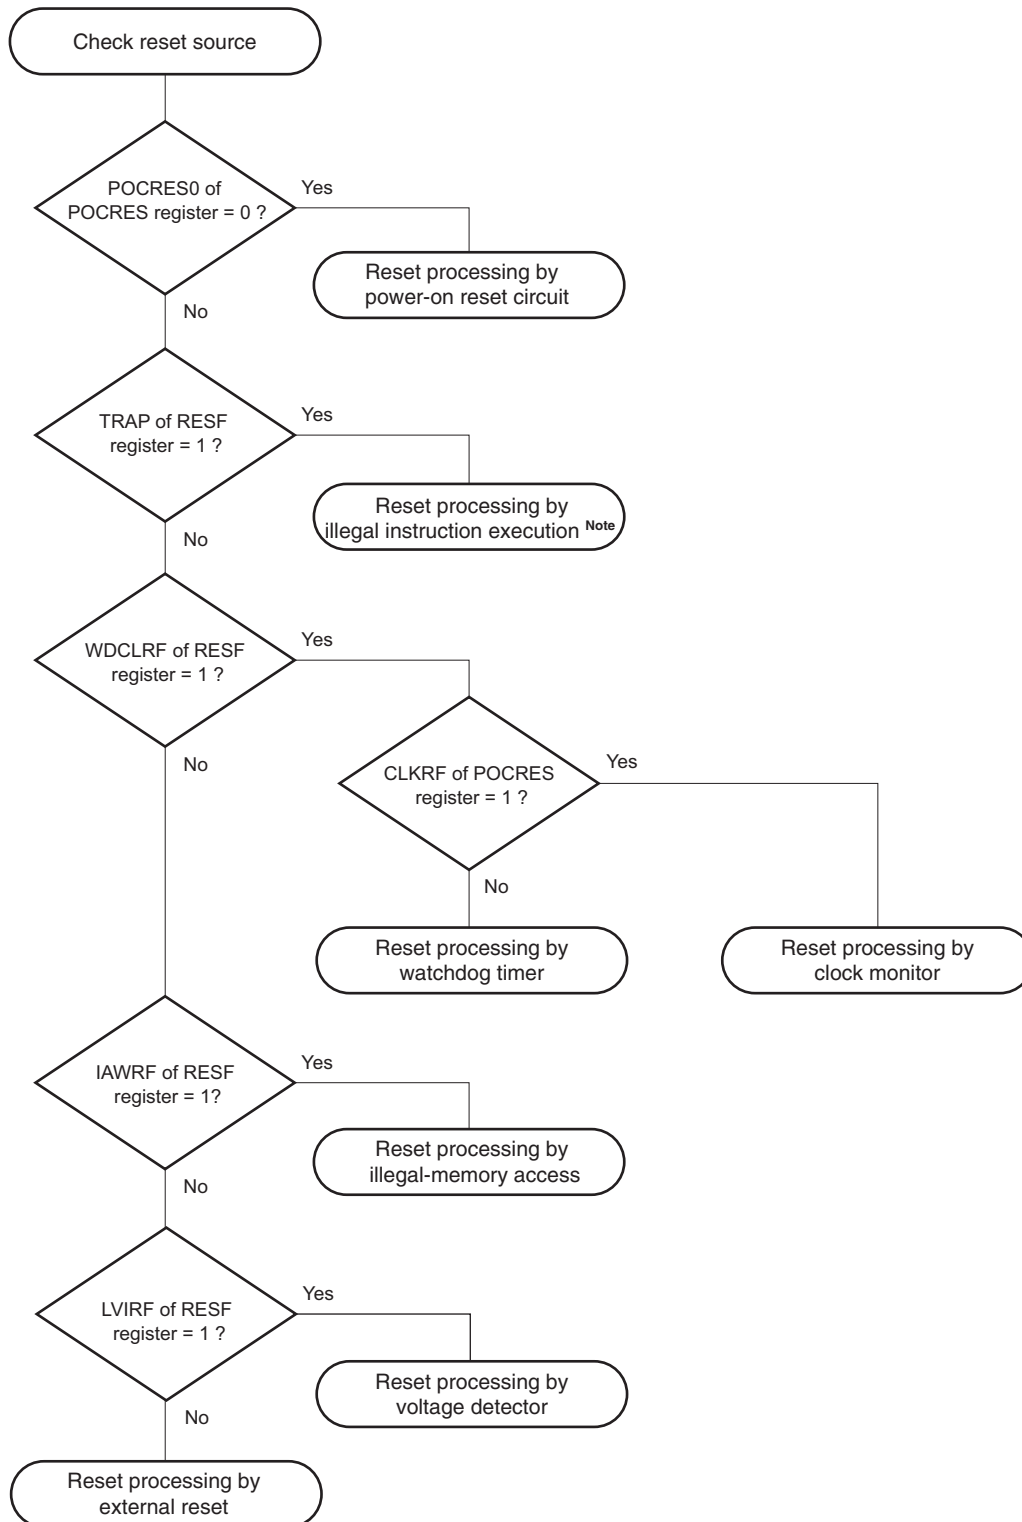 Check reset source
POCRES0 of
POCRES register = 0 ?
Yes
Reset processing by
power-on reset circuit
No
TRAP of RESF
register = 1 ?
Yes
Reset processing by
illegal instruction execution Note
No
WDCLRF of RESF
register = 1 ?
Yes
CLKRF of POCRES
register = 1 ?
Yes
No
No
Reset processing by
watchdog timer
Reset processing by
clock monitor
IAWRF of RESF
register = 1?
Yes
Reset processing by
illegal-memory access
No
LVIRF of RESF
register = 1 ?
Yes
Reset processing by
voltage detector
No
Reset processing by
external reset